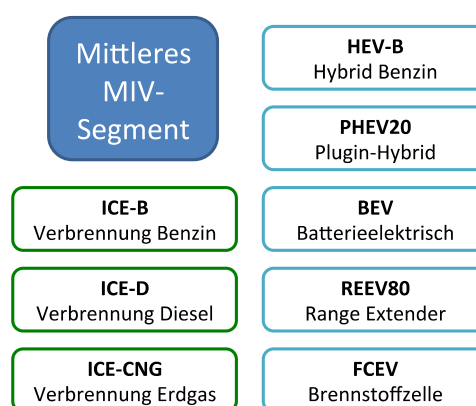 Mittleres
MIV-
Segment
HEV-B
Hybrid Benzin
PHEV20
Plugin-Hybrid
ICE-B
Verbrennung Benzin
BEV
Batterieelektrisch
ICE-D
Verbrennung Diesel
REEV80
Range Extender
ICE-CNG
Verbrennung Erdgas
FCEV
Brennstoffzelle